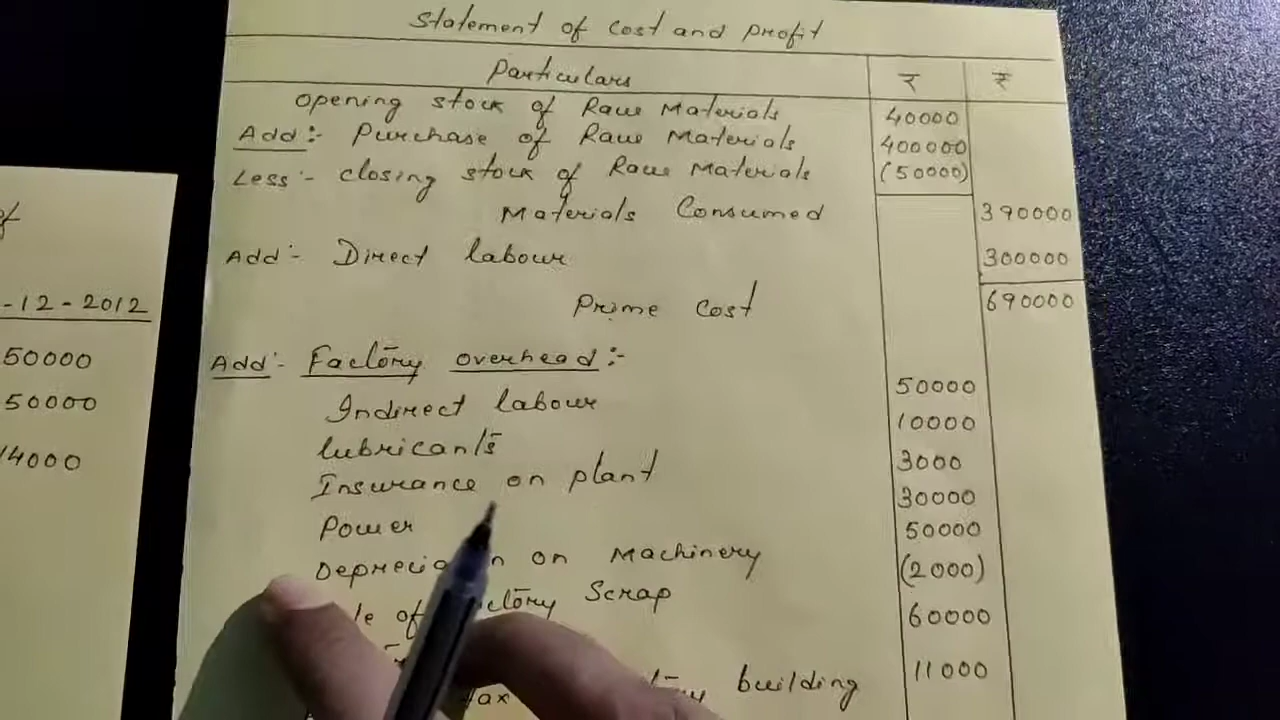 Statement of Cost and Profit
Particulars ₹ ₹
Opening stock of Raw Materials 40000
Add:- Purchase of Raw Materials 400000
Less:- Closing stock of Raw Materials (50000)
Materials Consumed 390000
Add:- Direct labour 300000
Prime Cost 690000
Add:- Factory overhead:-
Indirect labour 50000
lubricants 10000
Insurance on plant 3000
Power 30000
on Machinery 50000
of Scrap (2000)
60000
tax building 11000
-12-2012
50000
50000
14000